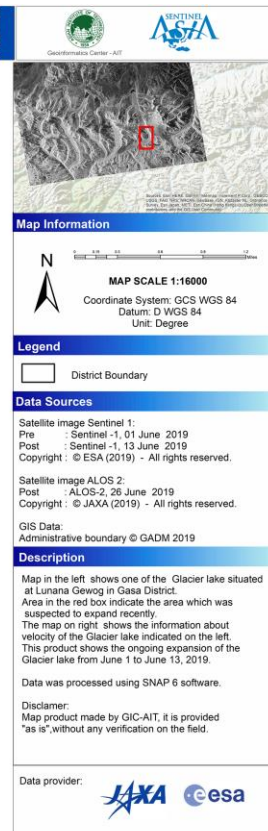 SENTINEL
ASIA
Geoinformatics Center - AIT
Map Information
N
MAP SCALE 1:16000
Coordinate System: GCS WGS 84
Datum: D WGS 84
Unit: Degree
Legend
District Boundary
Data Sources
Satellite image Sentinel 1:
Pre : Sentinel -1, 01 June 2019
Post : Sentinel -1, 13 June 2019
Copyright : © ESA (2019) - All rights reserved.
Satellite image ALOS 2:
Post : ALOS-2, 26 June 2019
Copyright : © JAXA (2019) - All rights reserved.
GIS Data:
Administrative boundary © GADM 2019
Description
Map in the left shows one of the Glacier lake situated
at Lunana Gewog in Gasa District.
Area in the red box indicate the area which was
suspected to expand recently.
The map on right shows the information about
velocity of the Glacier lake indicated on the left.
This product shows the ongoing expansion of the
Glacier lake from June 1 to June 13, 2019.
Data was processed using SNAP 6 software.
Disclamer:
Map product made by GIC-AIT, it is provided
"as is",without any verification on the field.
Data provider:
JAXA esa